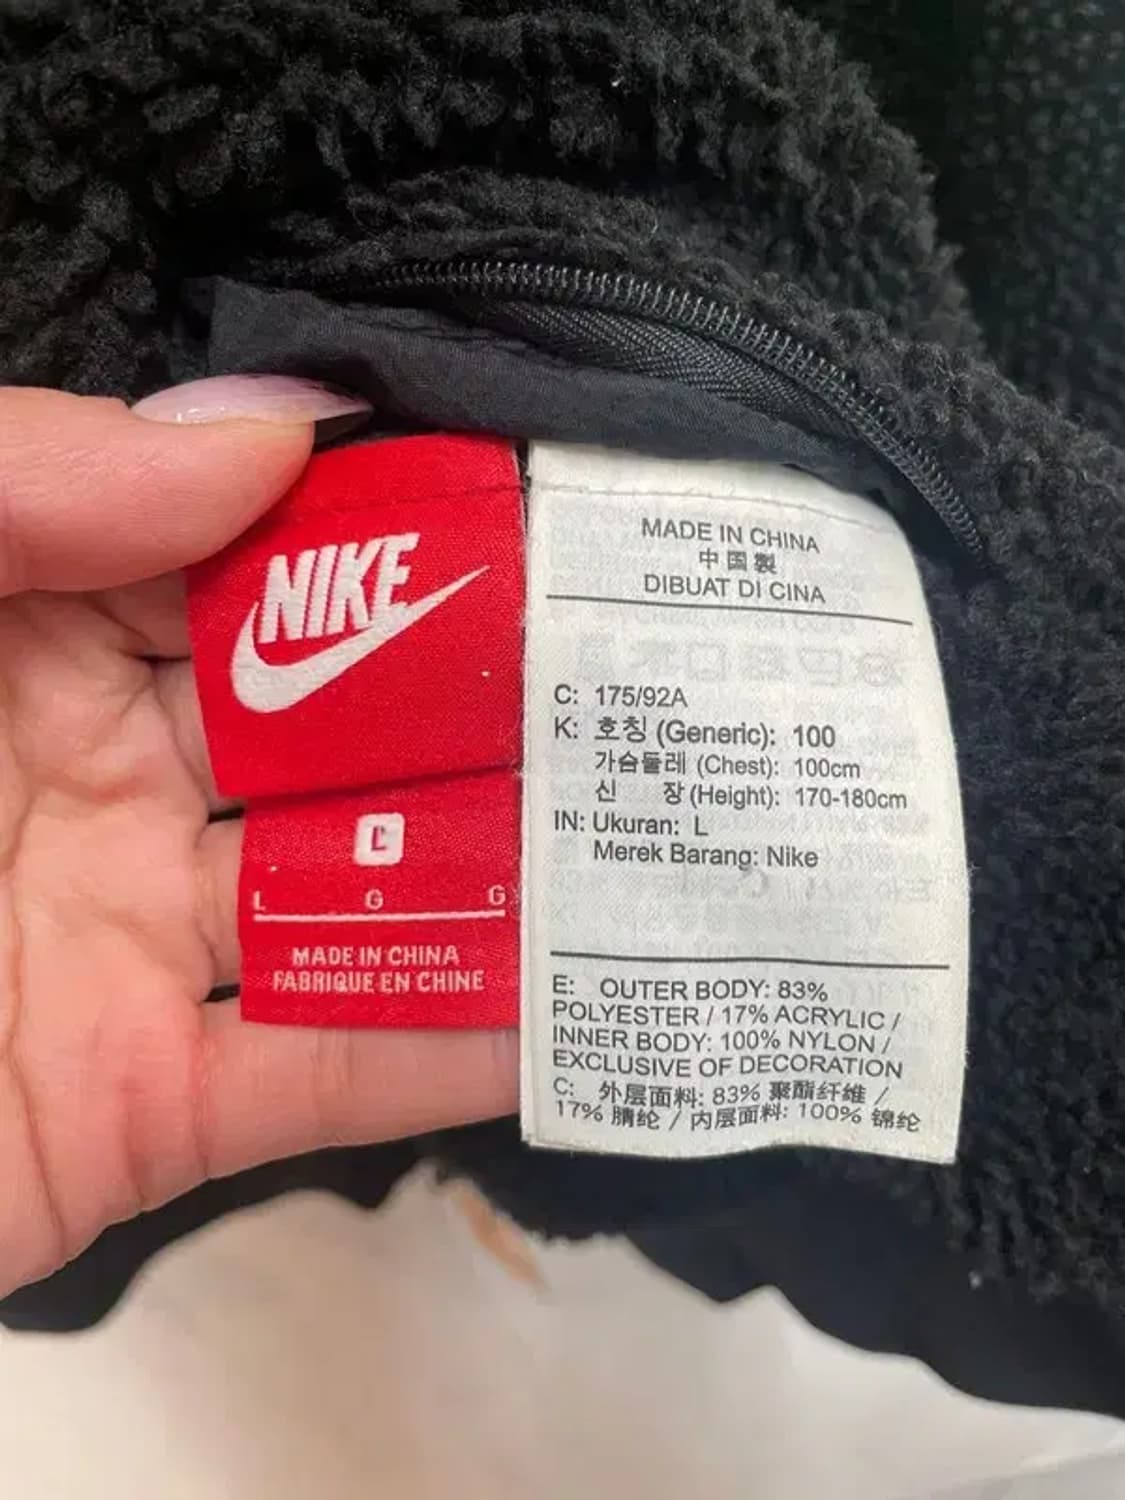 NIKE
L
L G G
MADE IN CHINA
FABRIQUE EN CHINE
MADE IN CHINA
中国製
DIBUAT DI CINA
C: 175/92A
K: 호칭 (Generic): 100
가슴둘레 (Chest): 100cm
신 장 (Height): 170-180cm
IN: Ukuran: L
Merek Barang: Nike
E: OUTER BODY: 83%
POLYESTER / 17% ACRYLIC /
INNER BODY: 100% NYLON /
EXCLUSIVE OF DECORATION
C: 外层面料: 83% 聚酯纤维 /
17% 腈纶 / 内层面料: 100% 锦纶